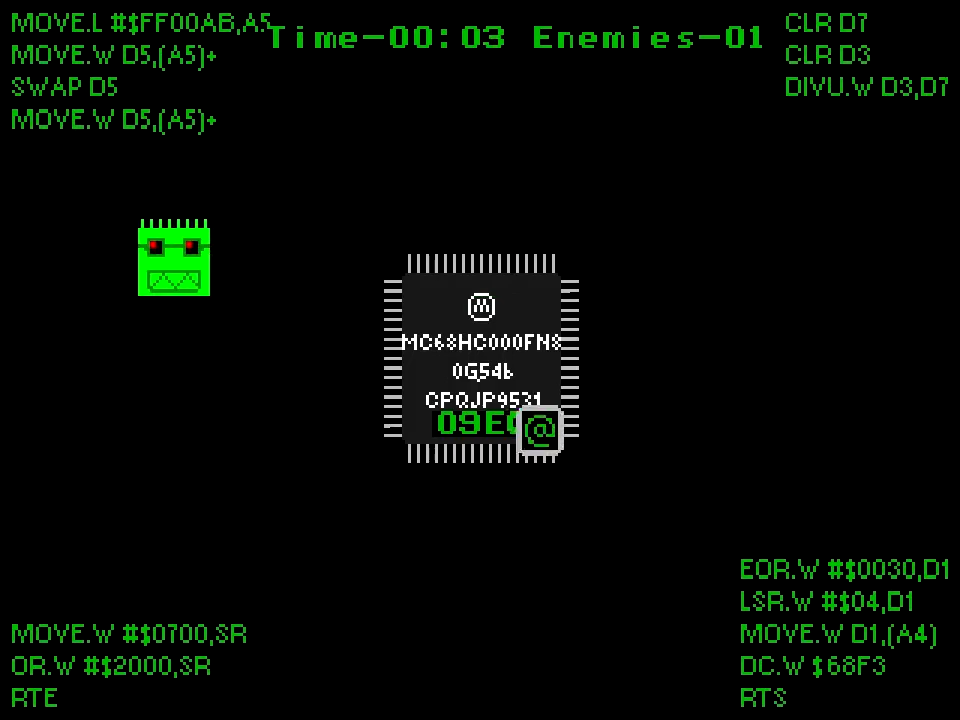 MOVE.L #$FF00AB,A5
MOVE.W D5,(A5)+
SWAP D5
MOVE.W D5,(A5)+
Time-00:03 Enemies-01
CLR D7
CLR D3
DIVU.W D3,D7
MC68HC000FN8
0G54b
CPQJP9531
09E
@
MOVE.W #$0700,SR
OR.W #$2000,SR
RTE
EOR.W #$0030,D1
LSR.W #$04,D1
MOVE.W D1,(A4)
DC.W $68F3
RTS